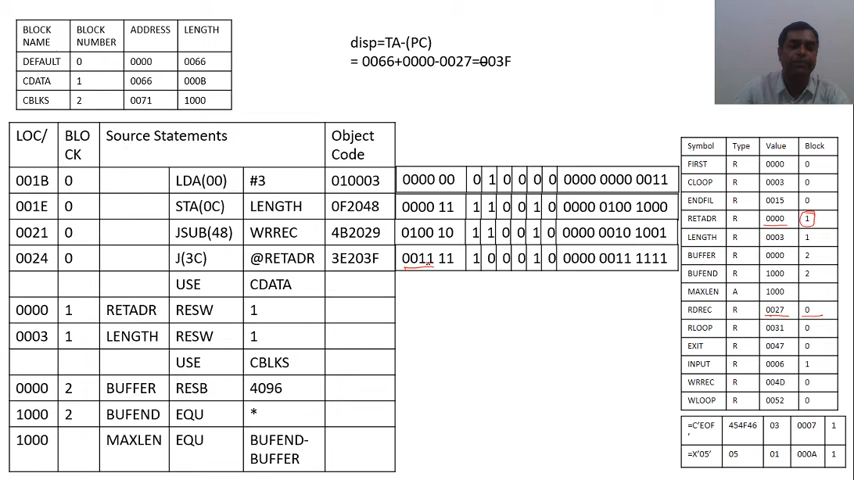 BLOCK NAME BLOCK NUMBER ADDRESS LENGTH
DEFAULT 0 0000 0066
CDATA 1 0066 000B
CBLKS 2 0071 1000
disp=TA-(PC)
= 0066+0000-0027=003F
LOC/ BLO CK Source Statements Object Code
001B 0 LDA(00) #3 010003 0000 00 0 1 0 0 0 0 0000 0000 0011
001E 0 STA(0C) LENGTH 0F2048 0000 11 1 1 0 0 1 0 0000 0100 1000
0021 0 JSUB(48) WRREC 4B2029 0100 10 1 1 0 0 1 0 0000 0010 1001
0024 0 J(3C) @RETADR 3E203F 0011 11 1 0 0 0 1 0 0000 0011 1111
USE CDATA
0000 1 RETADR RESW 1
0003 1 LENGTH RESW 1
USE CBLKS
0000 2 BUFFER RESB 4096
1000 2 BUFEND EQU *
1000 MAXLEN EQU BUFEND-BUFFER
Symbol Type Value Block
FIRST R 0000 0
CLOOP R 0003 0
ENDFIL R 0015 0
RETADR R 0000 1
LENGTH R 0003 1
BUFFER R 0000 2
BUFEND R 1000 2
MAXLEN A 1000
RDREC R 0027 0
RLOOP R 0031 0
EXIT R 0047 0
INPUT R 0006 1
WRREC R 004D 0
WLOOP R 0052 0
=C'EOF' 454F46 03 0007 1
=X'05' 05 01 000A 1